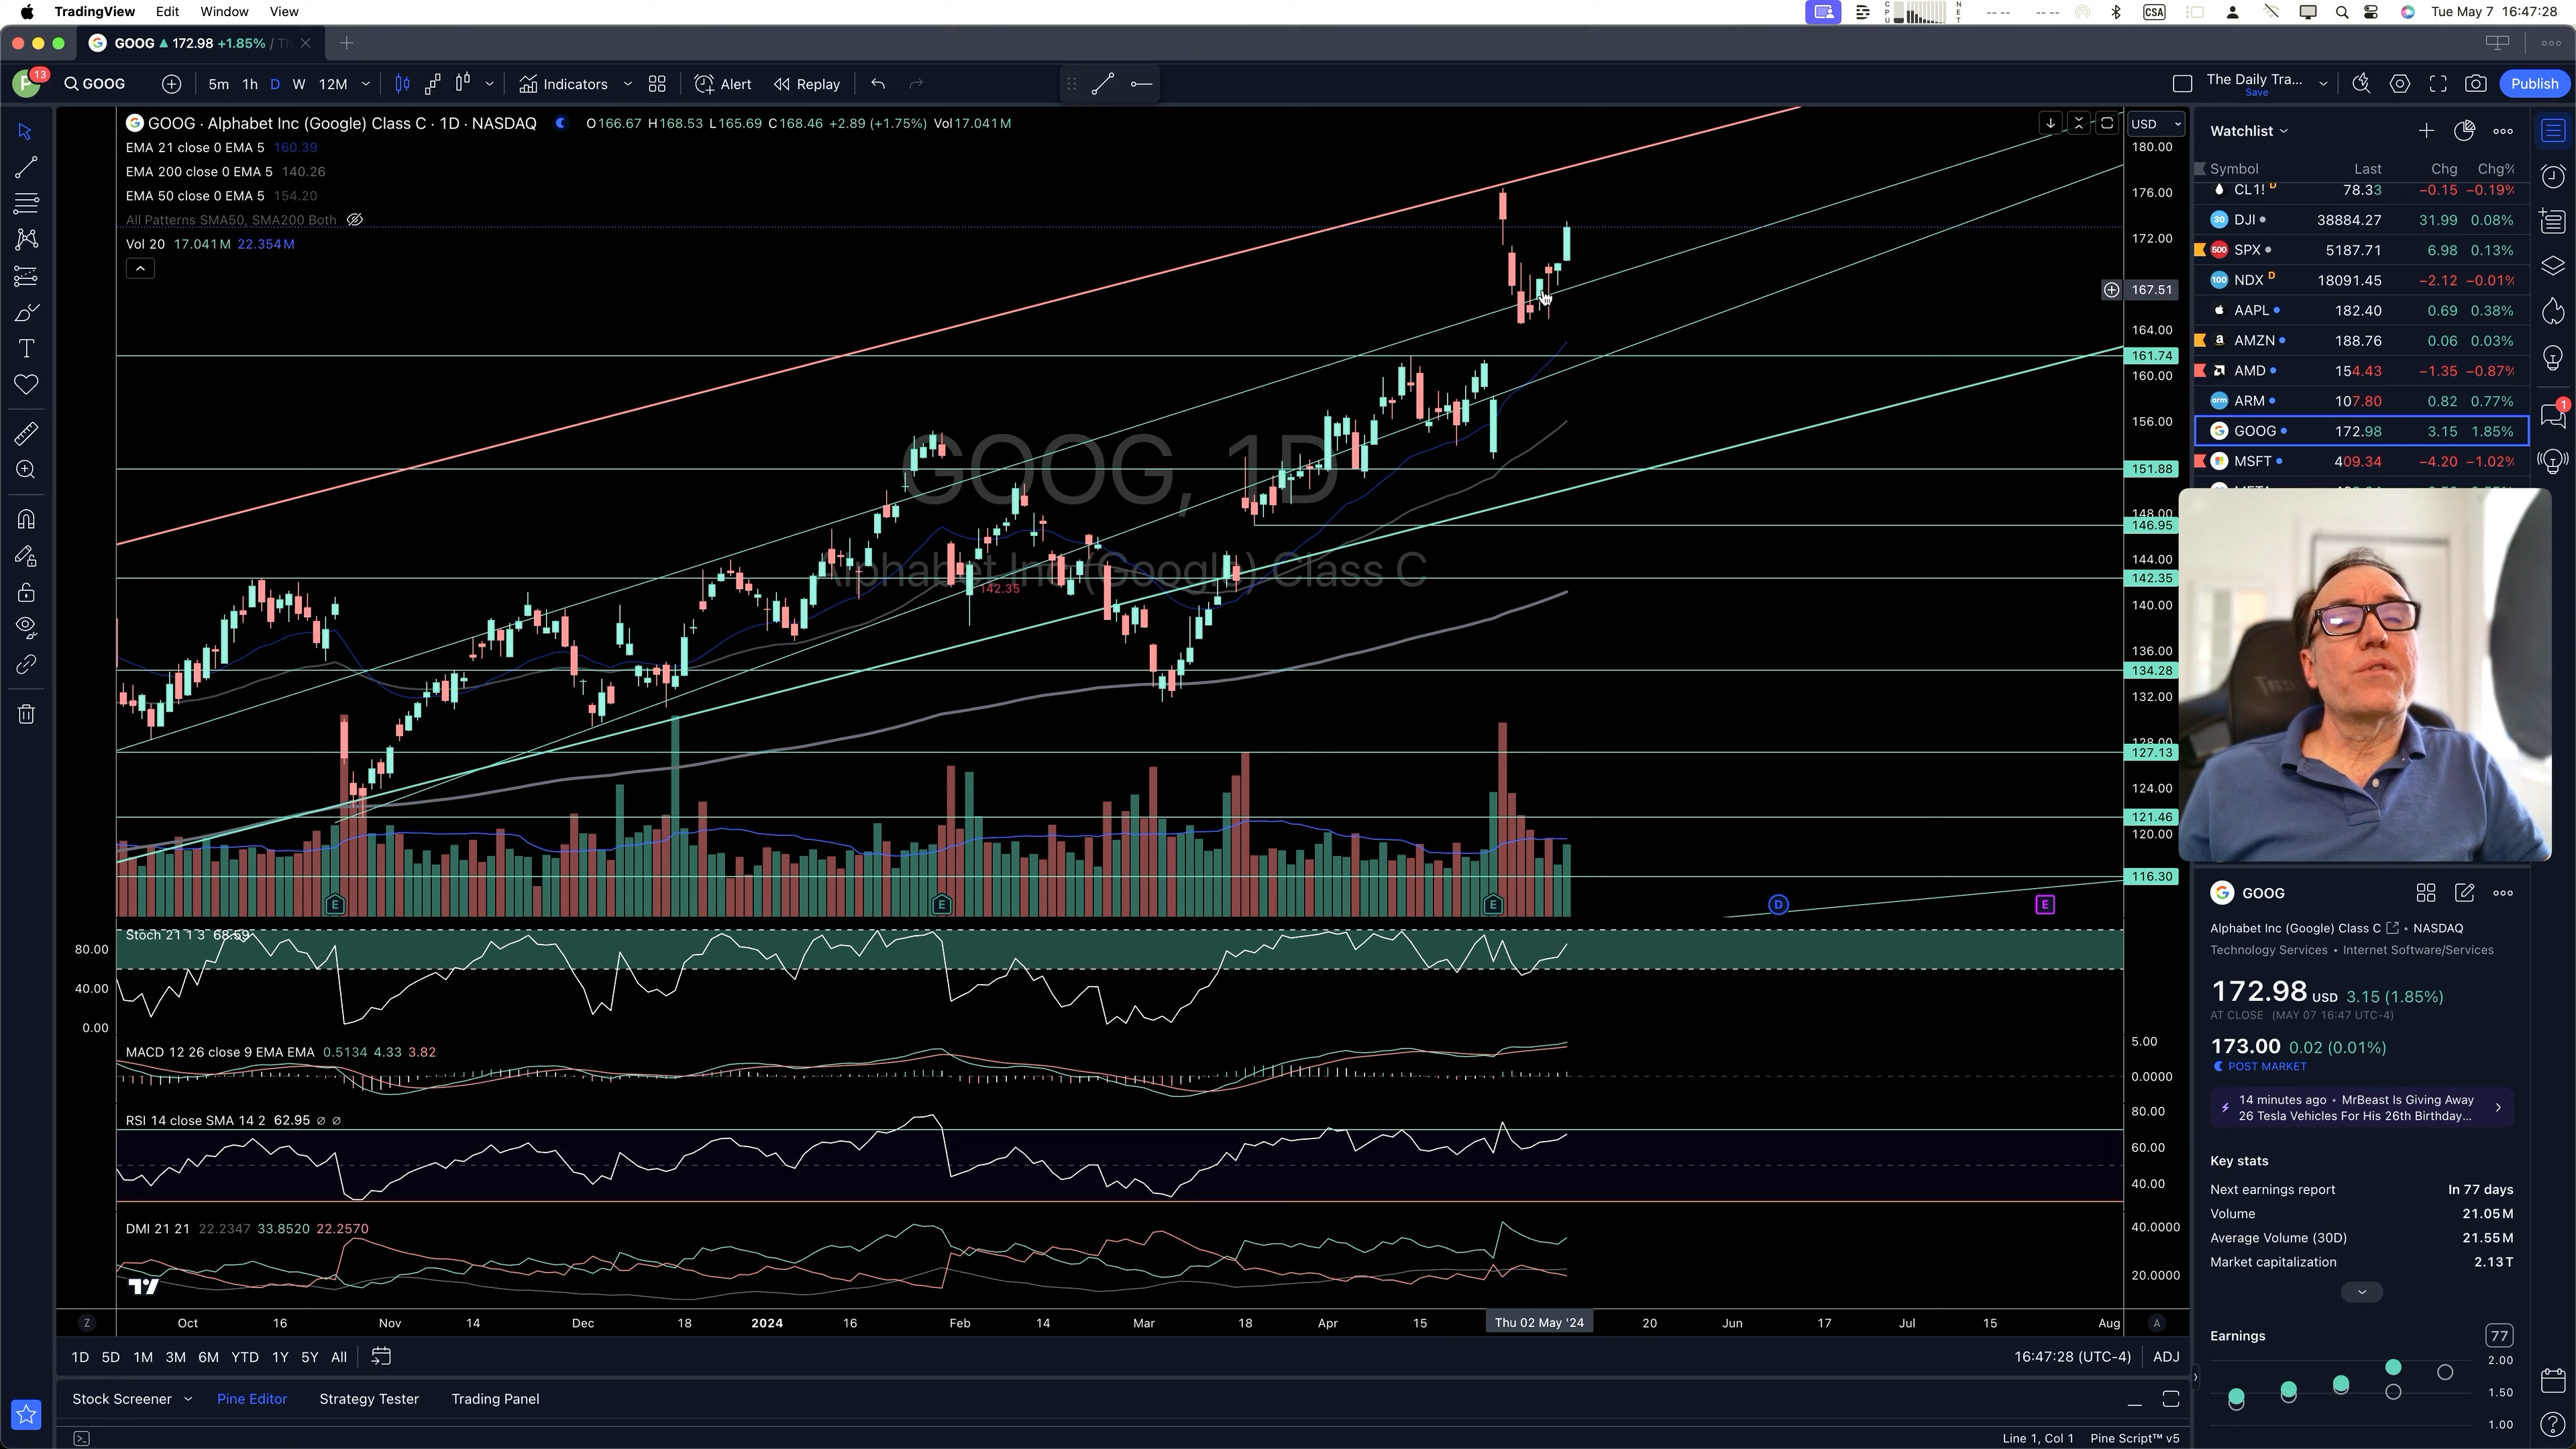 TradingView Edit Window View
CSA
Tue May 7 16:47:28
GOOG ▲ 172.98 +1.85% / Th
13
GOOG
5m 1h D W 12M
Indicators
Alert
Replay
The Daily Tra...
Save
Publish
GOOG · Alphabet Inc (Google) Class C · 1D · NASDAQ
O166.67 H168.53 L165.69 C168.46 +2.89 (+1.75%) Vol17.041M
EMA 21 close 0 EMA 5 160.39
EMA 200 close 0 EMA 5 140.26
EMA 50 close 0 EMA 5 154.20
All Patterns SMA50, SMA200 Both
Vol 20 17.041M 22.354M
GOOG, 1D
Alphabet Inc (Google) Class C
142.35
USD
180.00
176.00
172.00
167.51
164.00
161.74
160.00
156.00
151.88
148.00
146.95
144.00
142.35
140.00
136.00
134.28
132.00
128.00
127.13
124.00
121.46
120.00
116.30
E E E D E
Stoch 21 1 3 68.59
80.00
40.00
0.00
MACD 12 26 close 9 EMA EMA 0.5134 4.33 3.82
5.00
0.0000
RSI 14 close SMA 14 2 62.95 ∅ ∅
80.00
60.00
40.00
DMI 21 21 22.2347 33.8520 22.2570
40.0000
20.0000
Z Oct 16 Nov 14 Dec 18 2024 16 Feb 14 Mar 18 Apr 15 Thu 02 May '24 20 Jun 17 Jul 15 Aug A
1D 5D 1M 3M 6M YTD 1Y 5Y All
16:47:28 (UTC-4) ADJ
Stock Screener Pine Editor Strategy Tester Trading Panel
Line 1, Col 1 Pine Script™ v5
Watchlist
Symbol Last Chg Chg%
CL1! D 78.33 −0.15 −0.19%
30 DJI 38884.27 31.99 0.08%
500 SPX 5187.71 6.98 0.13%
100 NDX D 18091.45 −2.12 −0.01%
AAPL 182.40 0.69 0.38%
AMZN 188.76 0.06 0.03%
AMD 154.43 −1.35 −0.87%
arm ARM 107.80 0.82 0.77%
GOOG 172.98 3.15 1.85%
MSFT 409.34 −4.20 −1.02%
1
GOOG
Alphabet Inc (Google) Class C • NASDAQ
Technology Services • Internet Software/Services
172.98 USD 3.15 (1.85%)
AT CLOSE (MAY 07 16:47 UTC-4)
173.00 0.02 (0.01%)
POST MARKET
14 minutes ago • MrBeast Is Giving Away
26 Tesla Vehicles For His 26th Birthday...
Key stats
Next earnings report In 77 days
Volume 21.05M
Average Volume (30D) 21.55M
Market capitalization 2.13T
Earnings 77
2.00
1.50
1.00